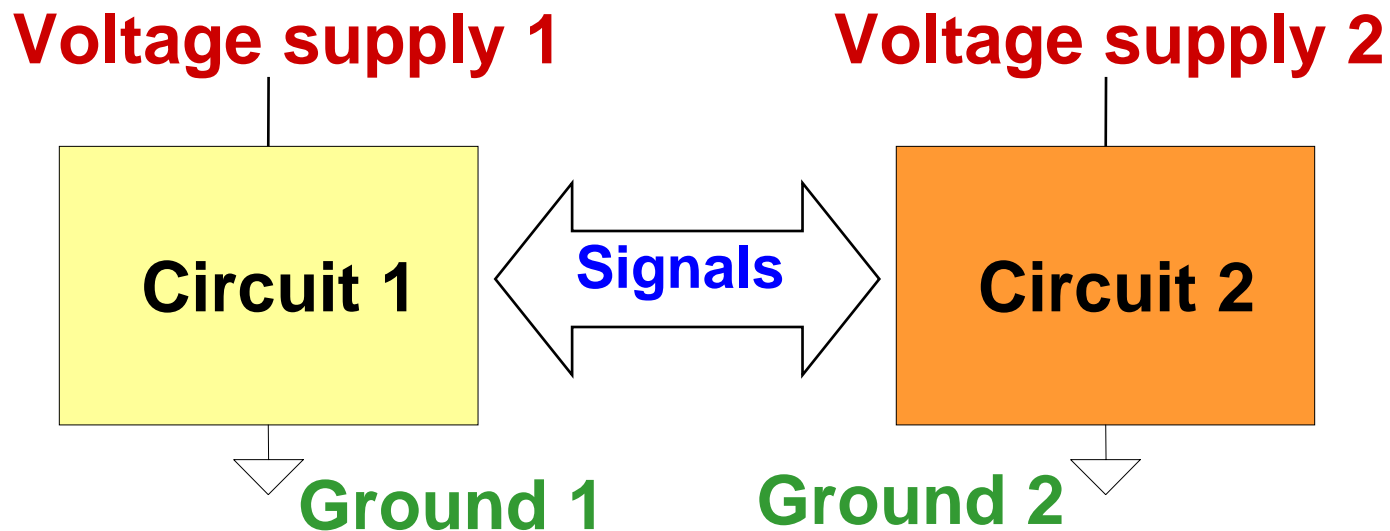 Voltage supply 1
Voltage supply 2
Circuit 1
Signals
Circuit 2
Ground 1
Ground 2